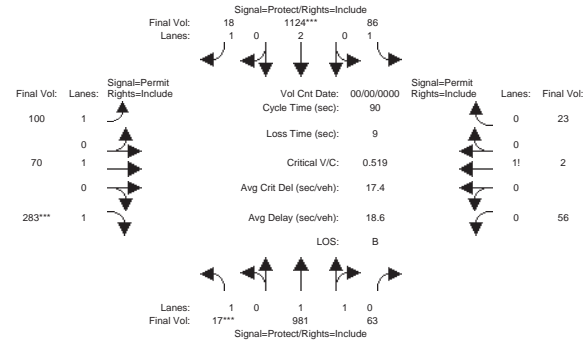 Signal=Protect/Rights=Include
Final Vol: 18 1124*** 86
Lanes: 1 0 2 0 1
Signal=Permit
Final Vol: Lanes: Rights=Include
Vol Cnt Date: 00/00/0000
Signal=Permit
Rights=Include Lanes: Final Vol:
Cycle Time (sec): 90
100 1
0 23
Loss Time (sec): 9
0
0
70 1
Critical V/C: 0.519
1! 2
0
Avg Crit Del (sec/veh): 17.4
0
283*** 1
Avg Delay (sec/veh): 18.6
0 56
LOS: B
Lanes: 1 0 1 1 0
Final Vol: 17*** 981 63
Signal=Protect/Rights=Include